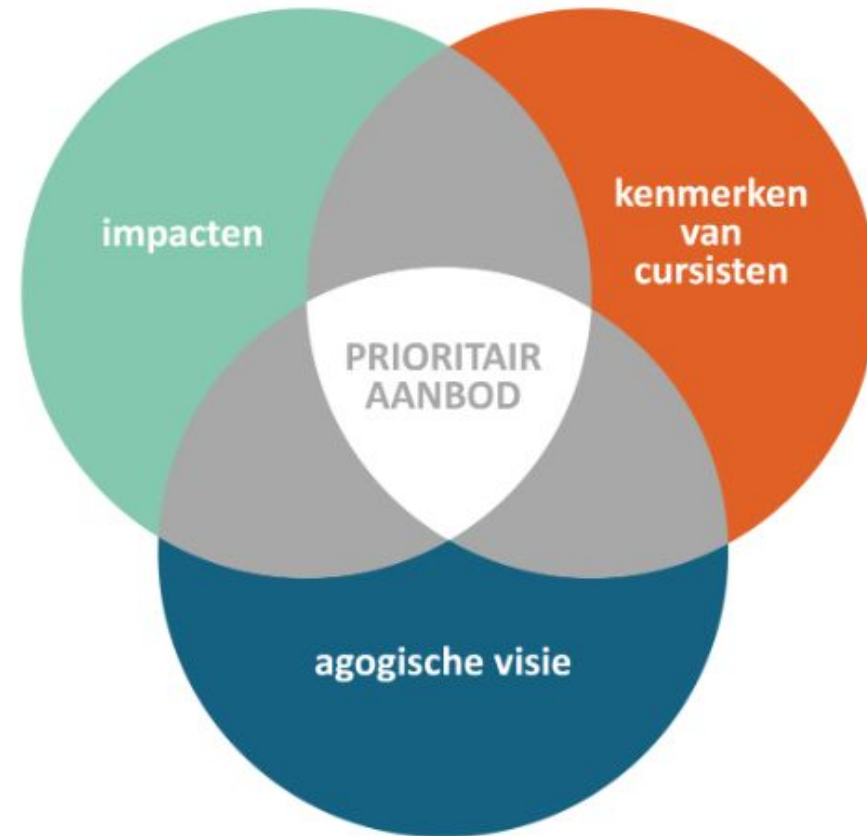 impacten
kenmerken
van
cursisten
PRIORITAIR
AANBOD
agogische visie